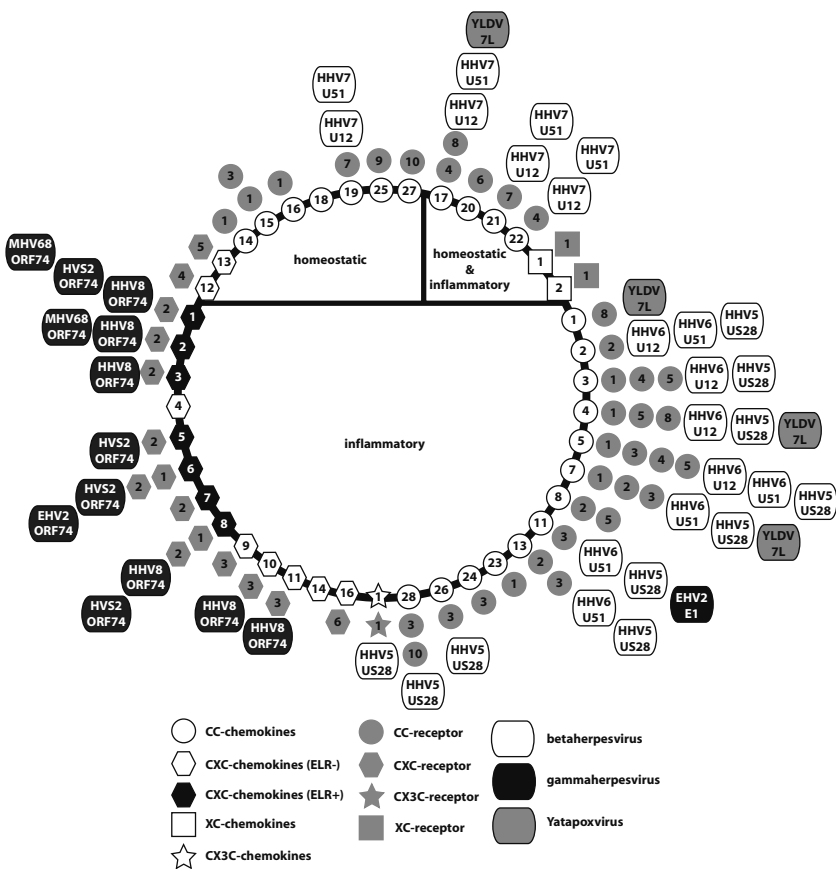 YLDV
7L
HHV7
U51
HHV7
U51
HHV7
U12
HHV7
U12
HHV7
U51
HHV7
U51
HHV7
U12
HHV7
U12
8
7
9
10
4
6
7
4
1
1
3
1
1
1
5
4
19
25
27
17
20
21
22
1
2
18
16
15
14
13
12
homeostatic
homeostatic
&
inflammatory
inflammatory
MHV68
ORF74
HVS2
ORF74
HHV8
ORF74
2
1
MHV68
ORF74
HHV8
ORF74
2
2
HHV8
ORF74
2
3
4
HVS2
ORF74
2
5
EHV2
ORF74
HVS2
ORF74
2
1
6
2
7
HVS2
ORF74
HHV8
ORF74
2
1
8
3
9
HHV8
ORF74
3
10
HHV8
ORF74
3
11
14
6
16
1
1
HHV5
US28
28
3
10
HHV5
US28
26
3
HHV5
US28
24
3
23
1
13
2
3
HHV6
U51
HHV5
US28
11
3
HHV6
U51
HHV5
US28
EHV2
E1
8
2
5
7
1
2
3
HHV6
U51
HHV5
US28
YLDV
7L
5
1
3
4
5
HHV6
U12
HHV6
U51
HHV5
US28
4
1
5
8
HHV6
U12
HHV5
US28
YLDV
7L
3
1
4
5
HHV6
U12
HHV5
US28
2
2
HHV6
U12
HHV6
U51
HHV5
US28
1
8
YLDV
7L
CC-chemokines
CXC-chemokines (ELR-)
CXC-chemokines (ELR+)
XC-chemokines
CX3C-chemokines
CC-receptor
CXC-receptor
CX3C-receptor
XC-receptor
betaherpesvirus
gammaherpesvirus
Yatapoxvirus